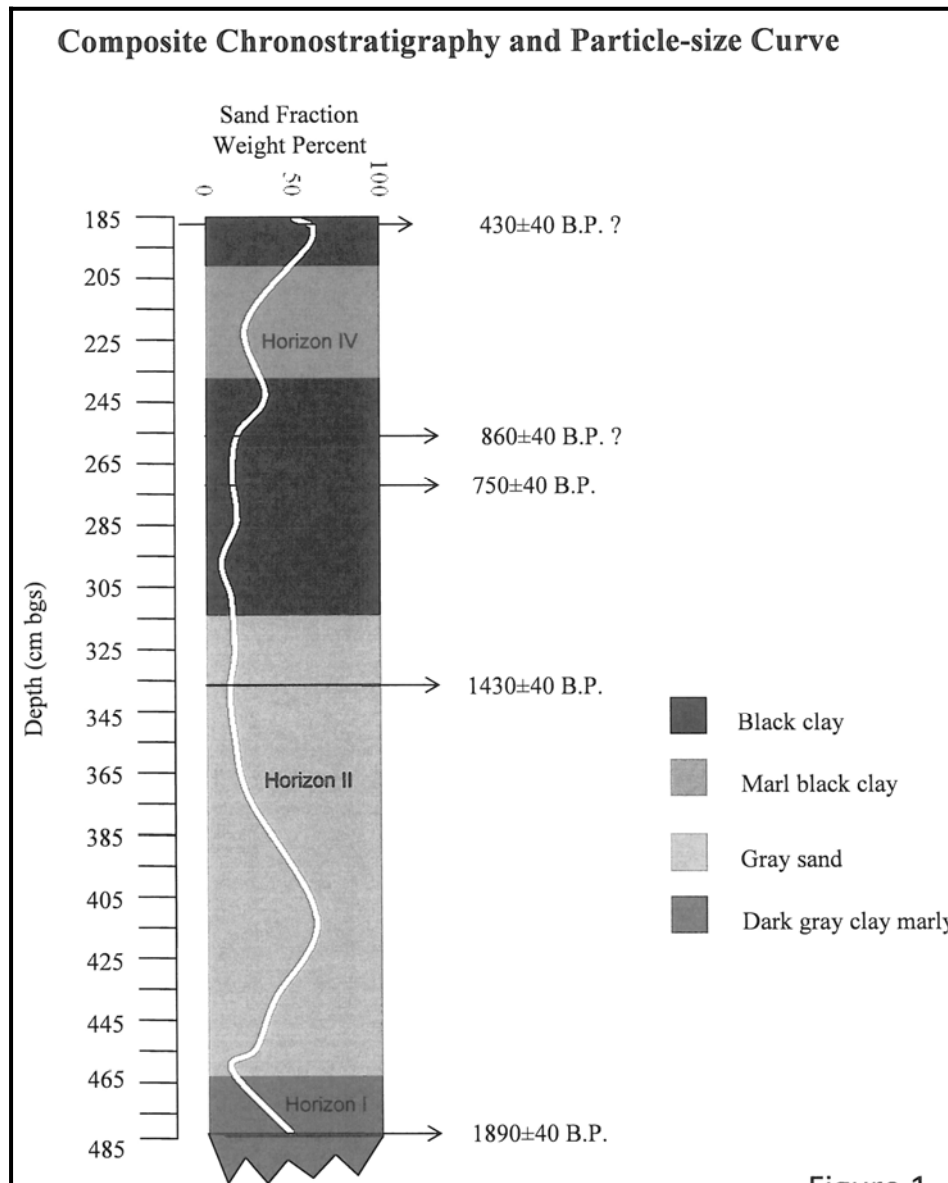 Composite Chronostratigraphy and Particle-size Curve
Sand Fraction
Weight Percent
0
50
100
Depth (cm bgs)
185
205
225
245
265
285
305
325
345
365
385
405
425
445
465
485
430±40 B.P. ?
Horizon IV
860±40 B.P. ?
750±40 B.P.
1430±40 B.P.
Horizon II
Horizon I
1890±40 B.P.
Black clay
Marl black clay
Gray sand
Dark gray clay marly
Figure 1